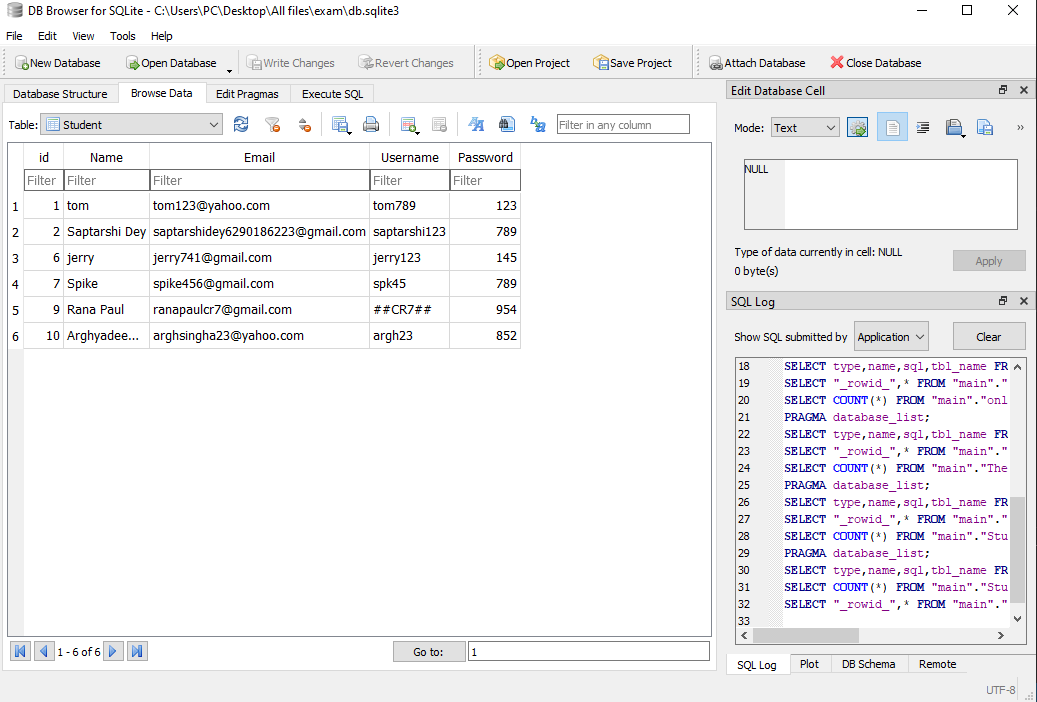 DB Browser for SQLite - C:\Users\PC\Desktop\All files\exam\db.sqlite3
File Edit View Tools Help
New Database Open Database Write Changes Revert Changes Open Project Save Project Attach Database Close Database
Database Structure Browse Data Edit Pragmas Execute SQL
Table: Student Filter in any column
id Name Email Username Password
Filter Filter Filter Filter Filter
1 1 tom tom123@yahoo.com tom789 123
2 2 Saptarshi Dey saptarshidey6290186223@gmail.com saptarshi123 789
3 6 jerry jerry741@gmail.com jerry123 145
4 7 Spike spike456@gmail.com spk45 789
5 9 Rana Paul ranapaulcr7@gmail.com ##CR7## 954
6 10 Arghyadee... arghsingha23@yahoo.com argh23 852
1 - 6 of 6 Go to: 1
Edit Database Cell
Mode: Text »
NULL
Type of data currently in cell: NULL
0 byte(s)
Apply
SQL Log
Show SQL submitted by Application Clear
18 SELECT type,name,sql,tbl_name FR
19 SELECT "_rowid_",* FROM "main"."
20 SELECT COUNT(*) FROM "main"."onl
21 PRAGMA database_list;
22 SELECT type,name,sql,tbl_name FR
23 SELECT "_rowid_",* FROM "main"."
24 SELECT COUNT(*) FROM "main"."The
25 PRAGMA database_list;
26 SELECT type,name,sql,tbl_name FR
27 SELECT "_rowid_",* FROM "main"."
28 SELECT COUNT(*) FROM "main"."Stu
29 PRAGMA database_list;
30 SELECT type,name,sql,tbl_name FR
31 SELECT COUNT(*) FROM "main"."Stu
32 SELECT "_rowid_",* FROM "main"."
33
SQL Log Plot DB Schema Remote
UTF-8